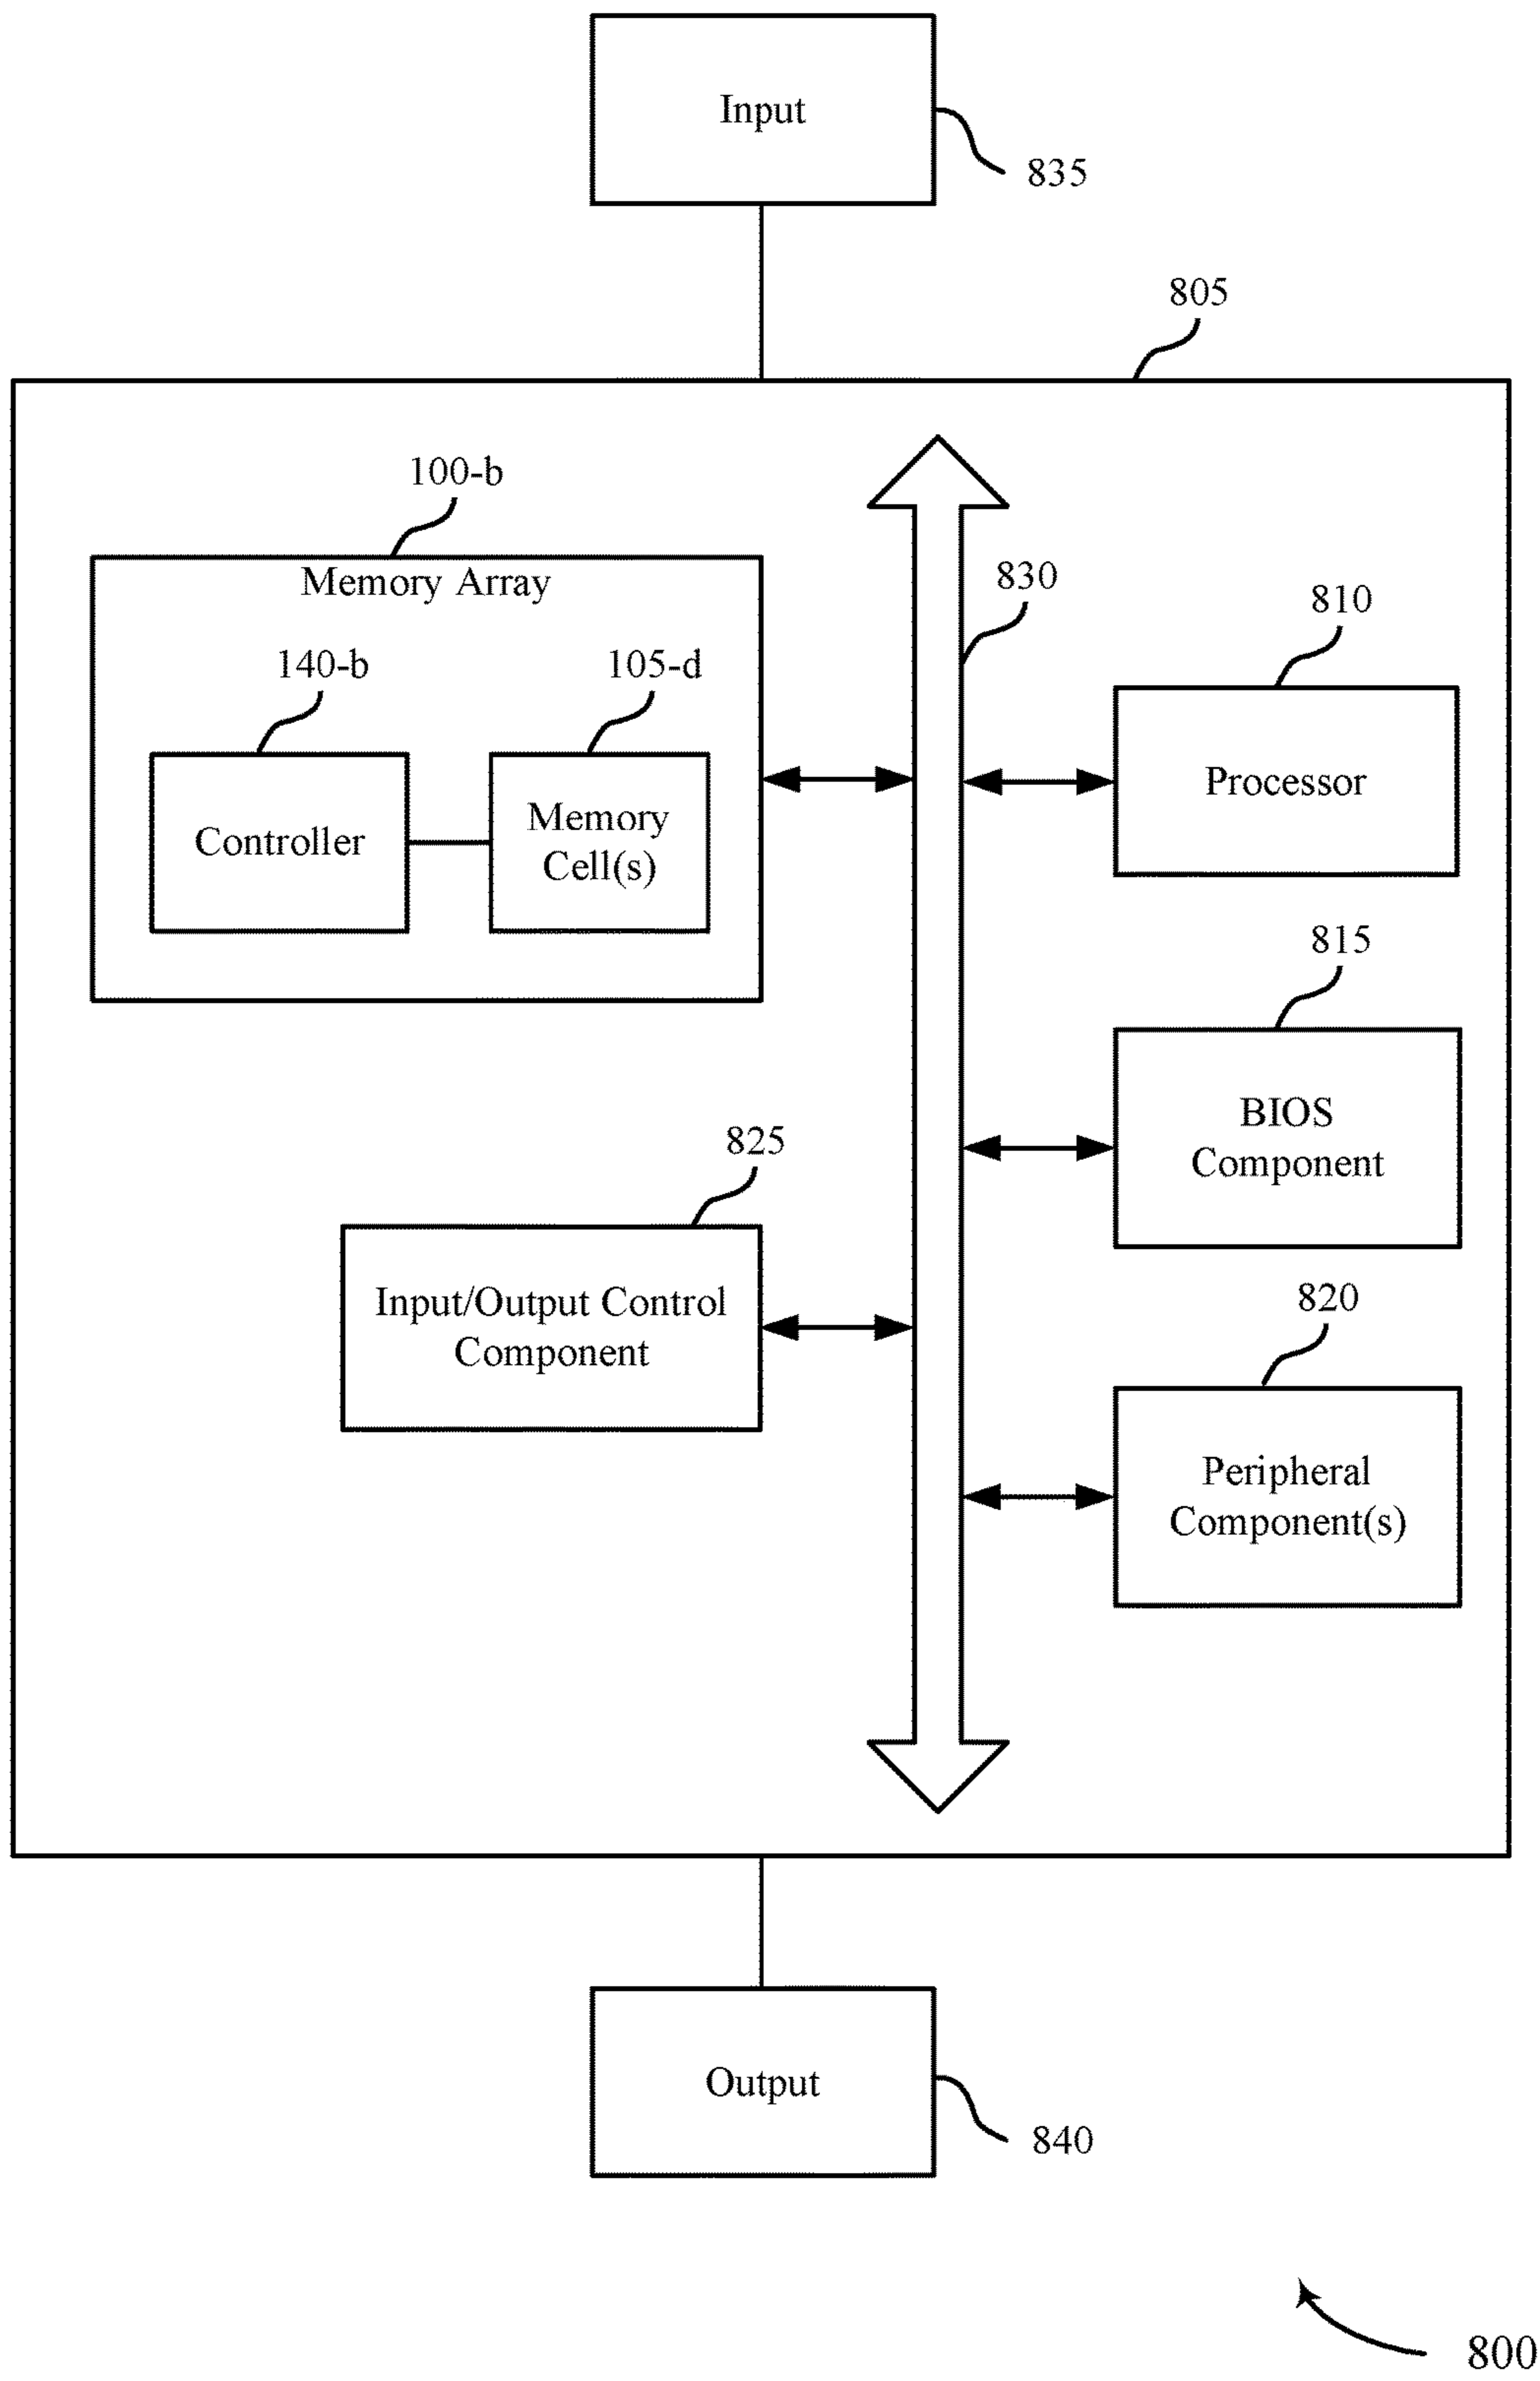 Input
835
805
100-b
Memory Array
830
810
140-b
105-d
Controller
Memory
Cell(s)
Processor
815
BIOS
Component
825
Input/Output Control
Component
820
Peripheral
Component(s)
Output
840
800